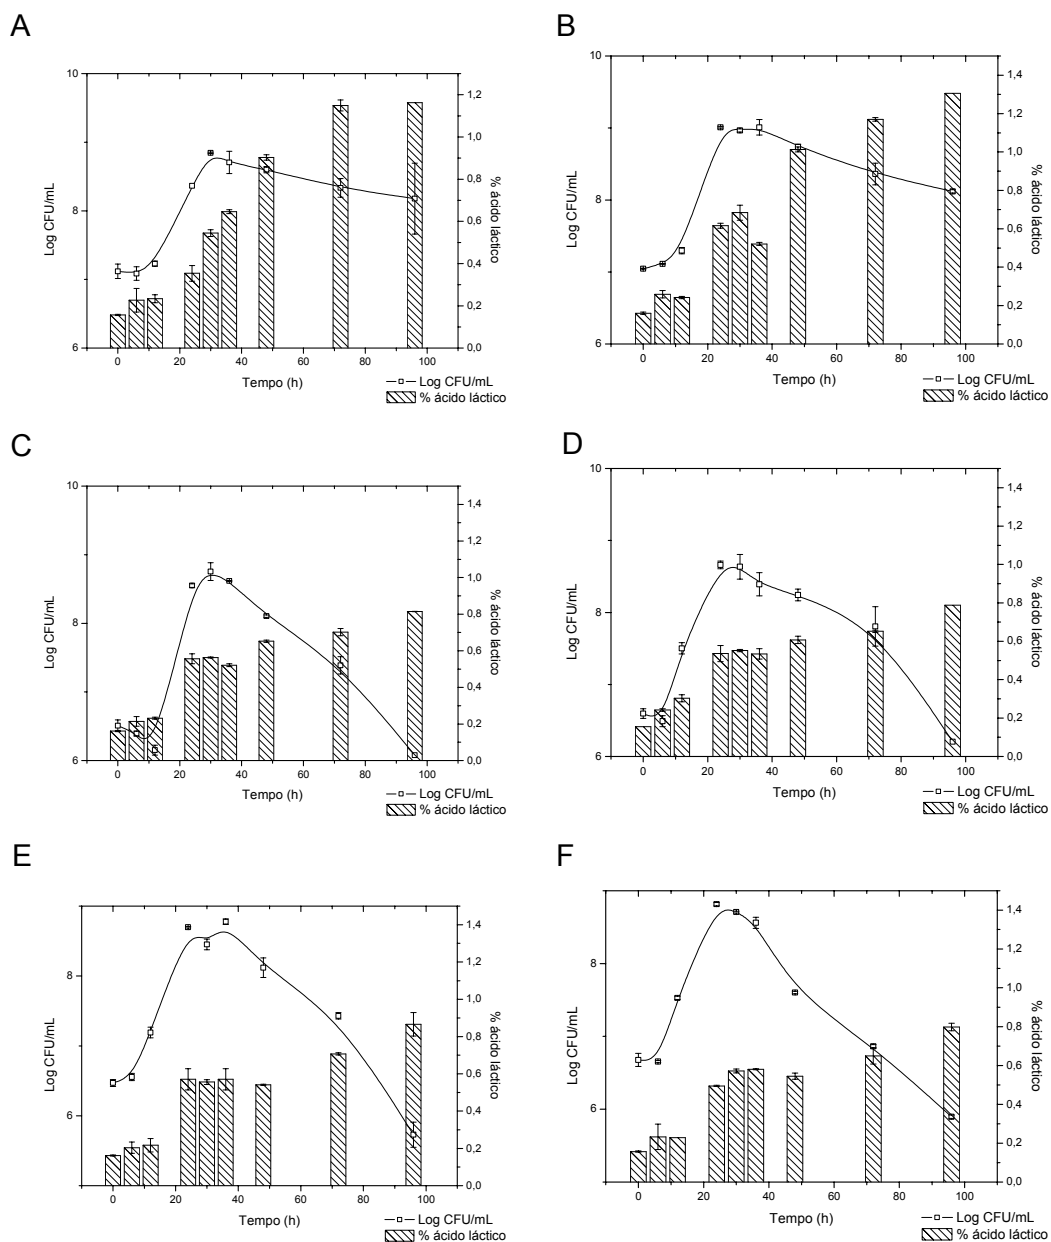 A
10
8
6
Log CFU/mL
1,2
1,0
0,8
0,6
0,4
0,2
0,0
% ácido láctico
0 20 40 60 80 100
Tempo (h)
Log CFU/mL
% ácido láctico
B
10
8
6
Log CFU/mL
1,4
1,2
1,0
0,8
0,6
0,4
0,2
0,0
% ácido láctico
0 20 40 60 80 100
Tempo (h)
Log CFU/mL
% ácido láctico
C
10
8
6
Log CFU/mL
1,4
1,2
1,0
0,8
0,6
0,4
0,2
0,0
% ácido láctico
0 20 40 60 80 100
Tempo (h)
Log CFU/mL
% ácido láctico
D
10
8
6
Log CFU/mL
1,4
1,2
1,0
0,8
0,6
0,4
0,2
0,0
% ácido láctico
0 20 40 60 80 100
Tempo (h)
Log CFU/mL
% ácido láctico
E
8
6
Log CFU/mL
1,4
1,2
1,0
0,8
0,6
0,4
0,2
0,0
% ácido láctico
0 20 40 60 80 100
Tempo (h)
Log CFU/mL
% ácido láctico
F
8
6
Log CFU/mL
1,4
1,2
1,0
0,8
0,6
0,4
0,2
0,0
% ácido láctico
0 20 40 60 80 100
Tempo (h)
Log CFU/mL
% ácido láctico